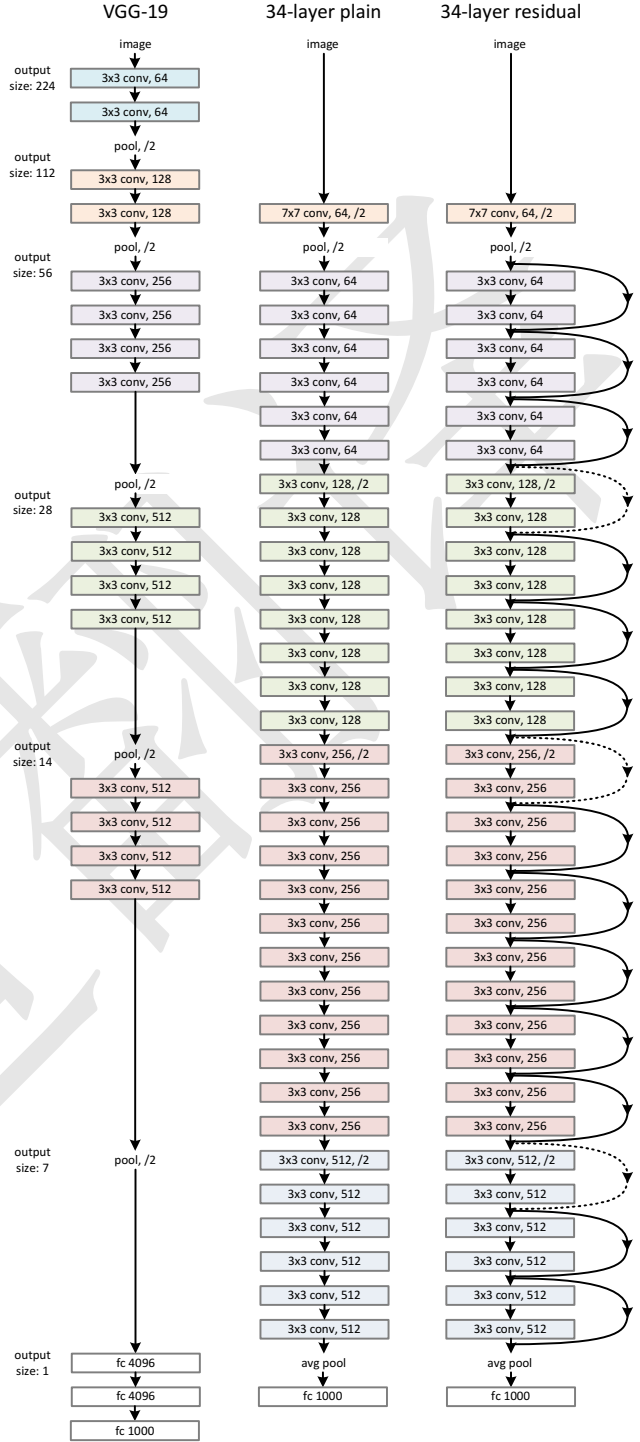 VGG-19
image
output
size: 224
3x3 conv, 64
3x3 conv, 64
pool, /2
output
size: 112
3x3 conv, 128
3x3 conv, 128
pool, /2
output
size: 56
3x3 conv, 256
3x3 conv, 256
3x3 conv, 256
3x3 conv, 256
pool, /2
output
size: 28
3x3 conv, 512
3x3 conv, 512
3x3 conv, 512
3x3 conv, 512
output
size: 14
pool, /2
3x3 conv, 512
3x3 conv, 512
3x3 conv, 512
3x3 conv, 512
output
size: 7
pool, /2
output
size: 1
fc 4096
fc 4096
fc 1000
34-layer plain
image
7x7 conv, 64, /2
pool, /2
3x3 conv, 64
3x3 conv, 64
3x3 conv, 64
3x3 conv, 64
3x3 conv, 64
3x3 conv, 64
3x3 conv, 128, /2
3x3 conv, 128
3x3 conv, 128
3x3 conv, 128
3x3 conv, 128
3x3 conv, 128
3x3 conv, 128
3x3 conv, 128
3x3 conv, 256, /2
3x3 conv, 256
3x3 conv, 256
3x3 conv, 256
3x3 conv, 256
3x3 conv, 256
3x3 conv, 256
3x3 conv, 256
3x3 conv, 256
3x3 conv, 256
3x3 conv, 256
3x3 conv, 256
3x3 conv, 512, /2
3x3 conv, 512
3x3 conv, 512
3x3 conv, 512
3x3 conv, 512
3x3 conv, 512
avg pool
fc 1000
34-layer residual
image
7x7 conv, 64, /2
pool, /2
3x3 conv, 64
3x3 conv, 64
3x3 conv, 64
3x3 conv, 64
3x3 conv, 64
3x3 conv, 64
3x3 conv, 128, /2
3x3 conv, 128
3x3 conv, 128
3x3 conv, 128
3x3 conv, 128
3x3 conv, 128
3x3 conv, 128
3x3 conv, 128
3x3 conv, 256, /2
3x3 conv, 256
3x3 conv, 256
3x3 conv, 256
3x3 conv, 256
3x3 conv, 256
3x3 conv, 256
3x3 conv, 256
3x3 conv, 256
3x3 conv, 256
3x3 conv, 256
3x3 conv, 256
3x3 conv, 512, /2
3x3 conv, 512
3x3 conv, 512
3x3 conv, 512
3x3 conv, 512
3x3 conv, 512
avg pool
fc 1000